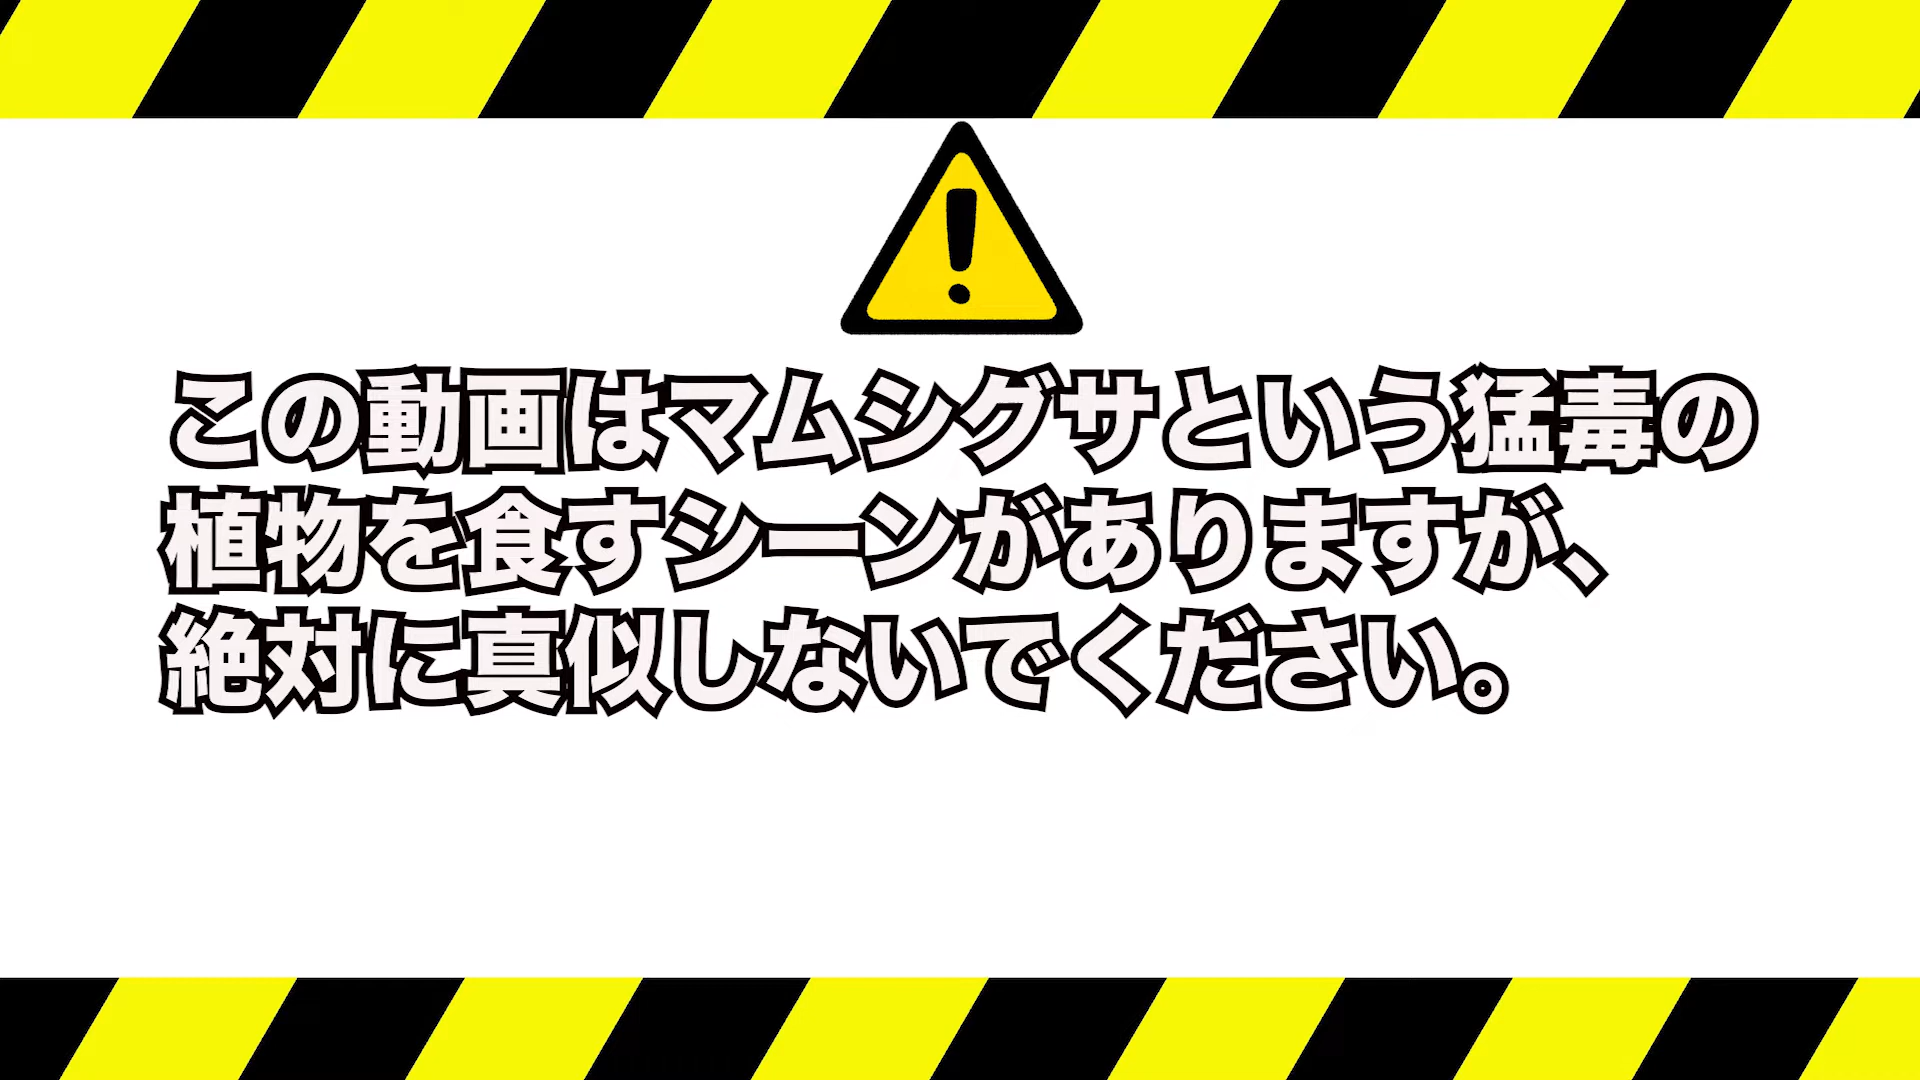 この動画はマムシグサという猛毒の
植物を食すシーンがありますが、
絶対に真似しないでください。